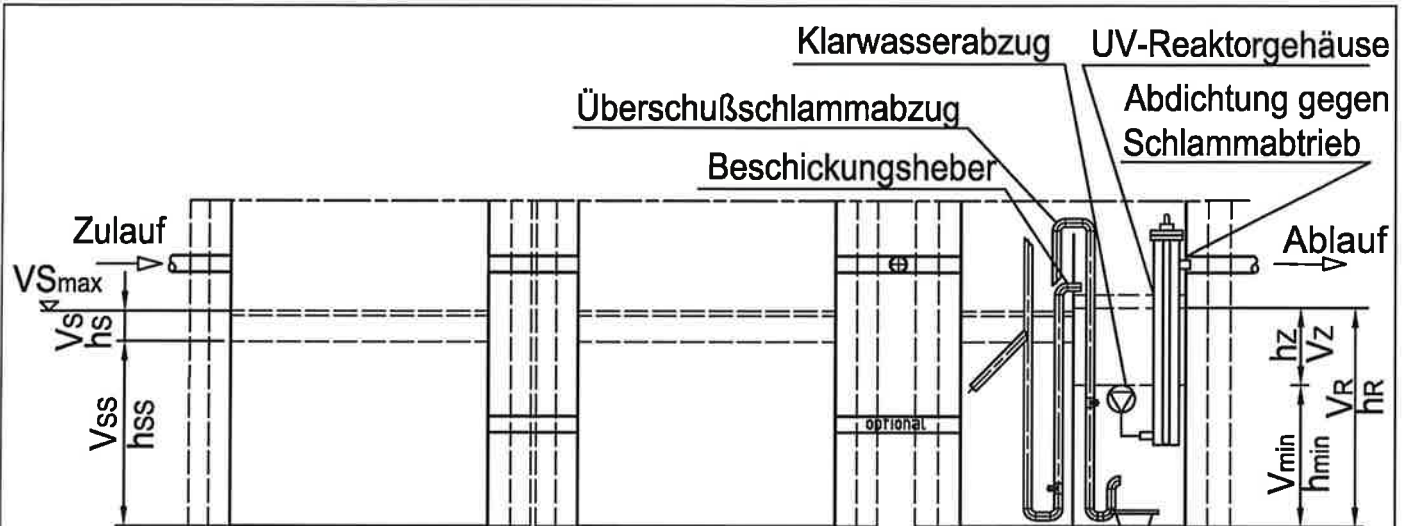 Klarwasserabzug
UV-Reaktorgehäuse
Überschußschlammabzug
Abdichtung gegen
Schlammabtrieb
Beschickungsheber
Zulauf
Ablauf
VSmax
VS
hS
VSS
hSS
optional
hZ
VZ
VR
hR
Vmin
hmin